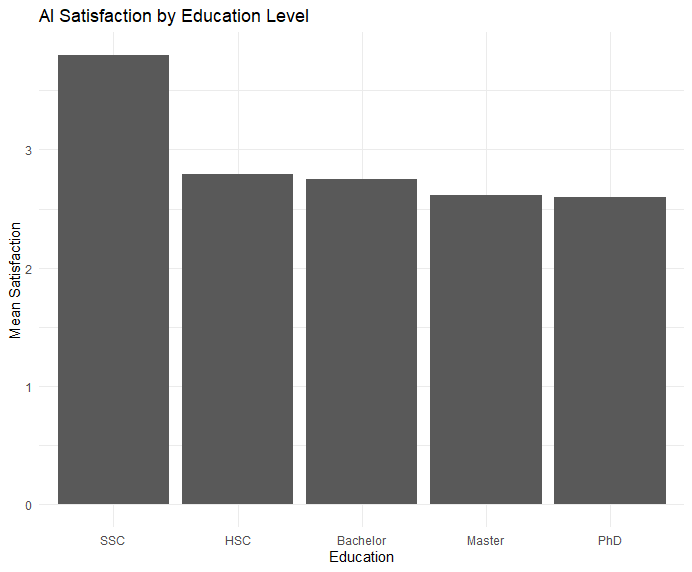 AI Satisfaction by Education Level
Mean Satisfaction
3
2
1
0
SSC HSC Bachelor Master PhD
Education